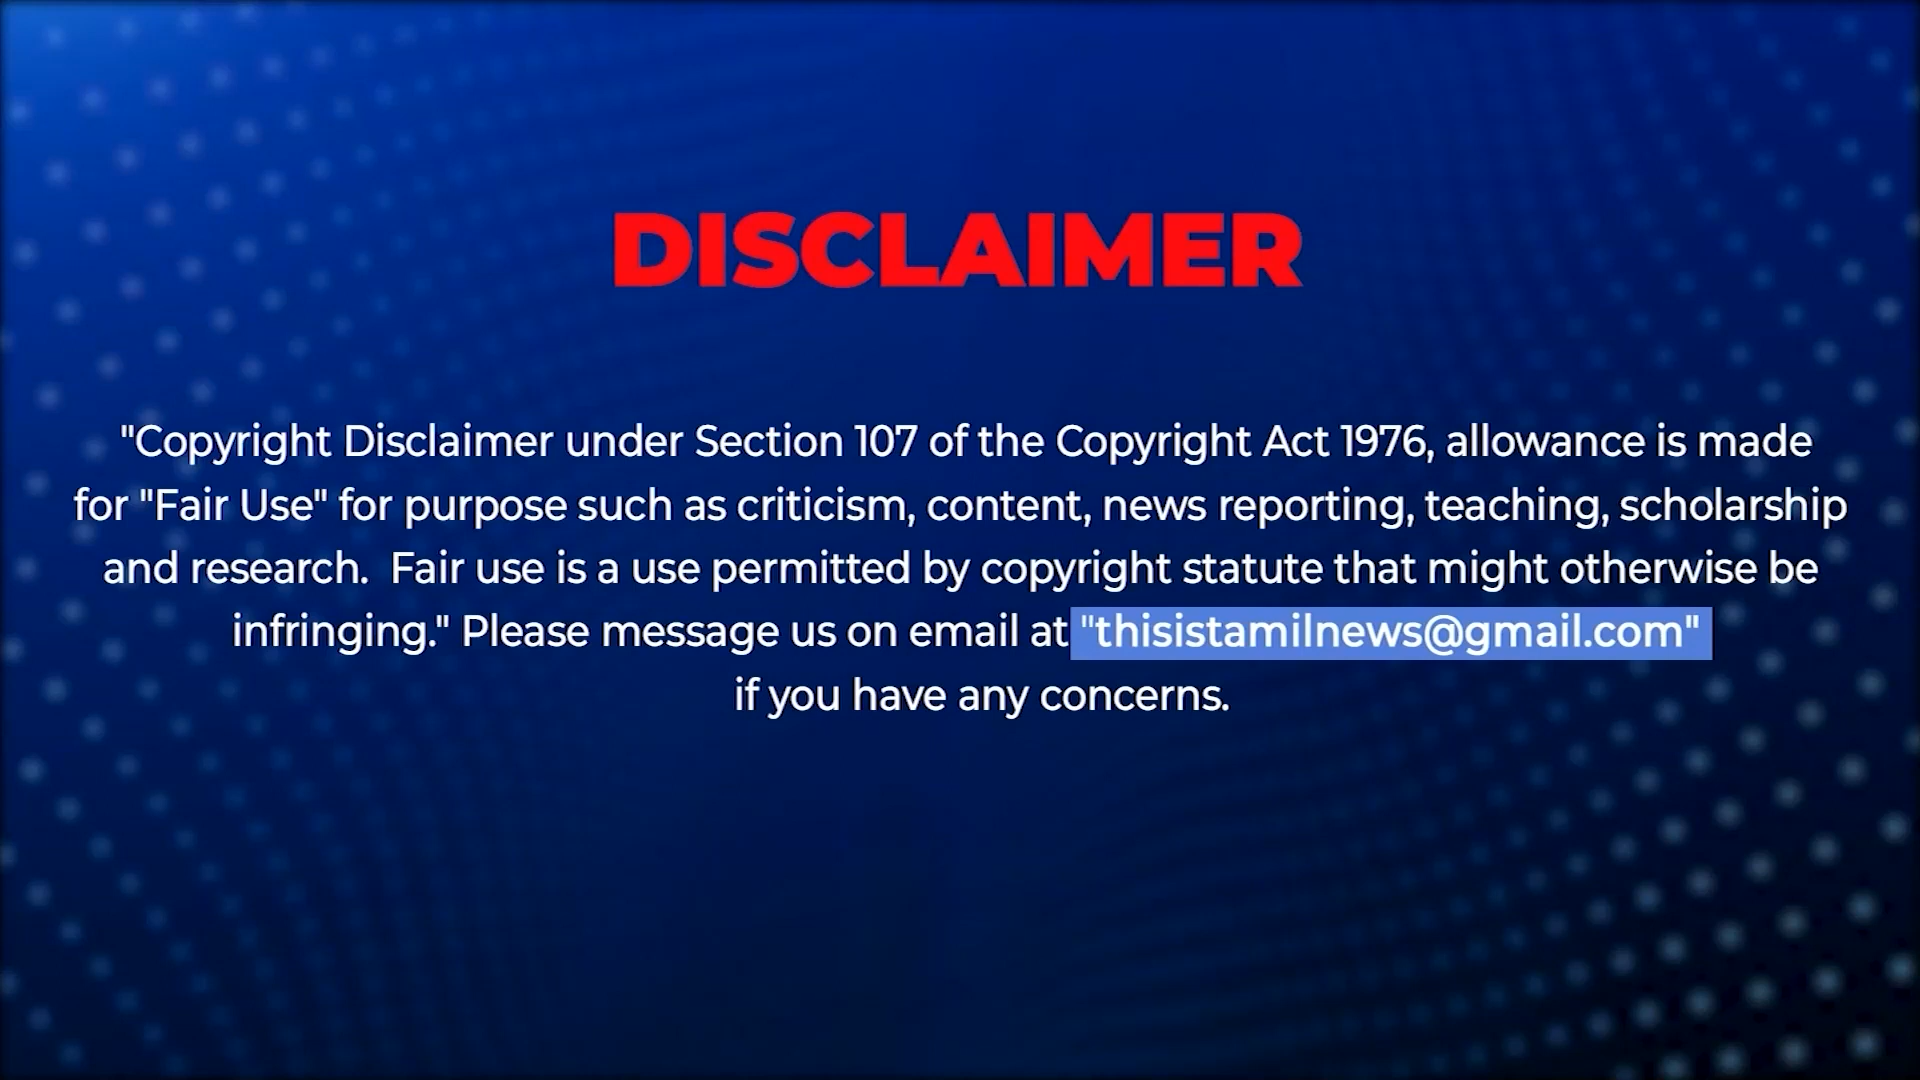 DISCLAIMER
"Copyright Disclaimer under Section 107 of the Copyright Act 1976, allowance is made
for "Fair Use" for purpose such as criticism, content, news reporting, teaching, scholarship
and research.  Fair use is a use permitted by copyright statute that might otherwise be
infringing." Please message us on email at "thisistamilnews@gmail.com"
if you have any concerns.